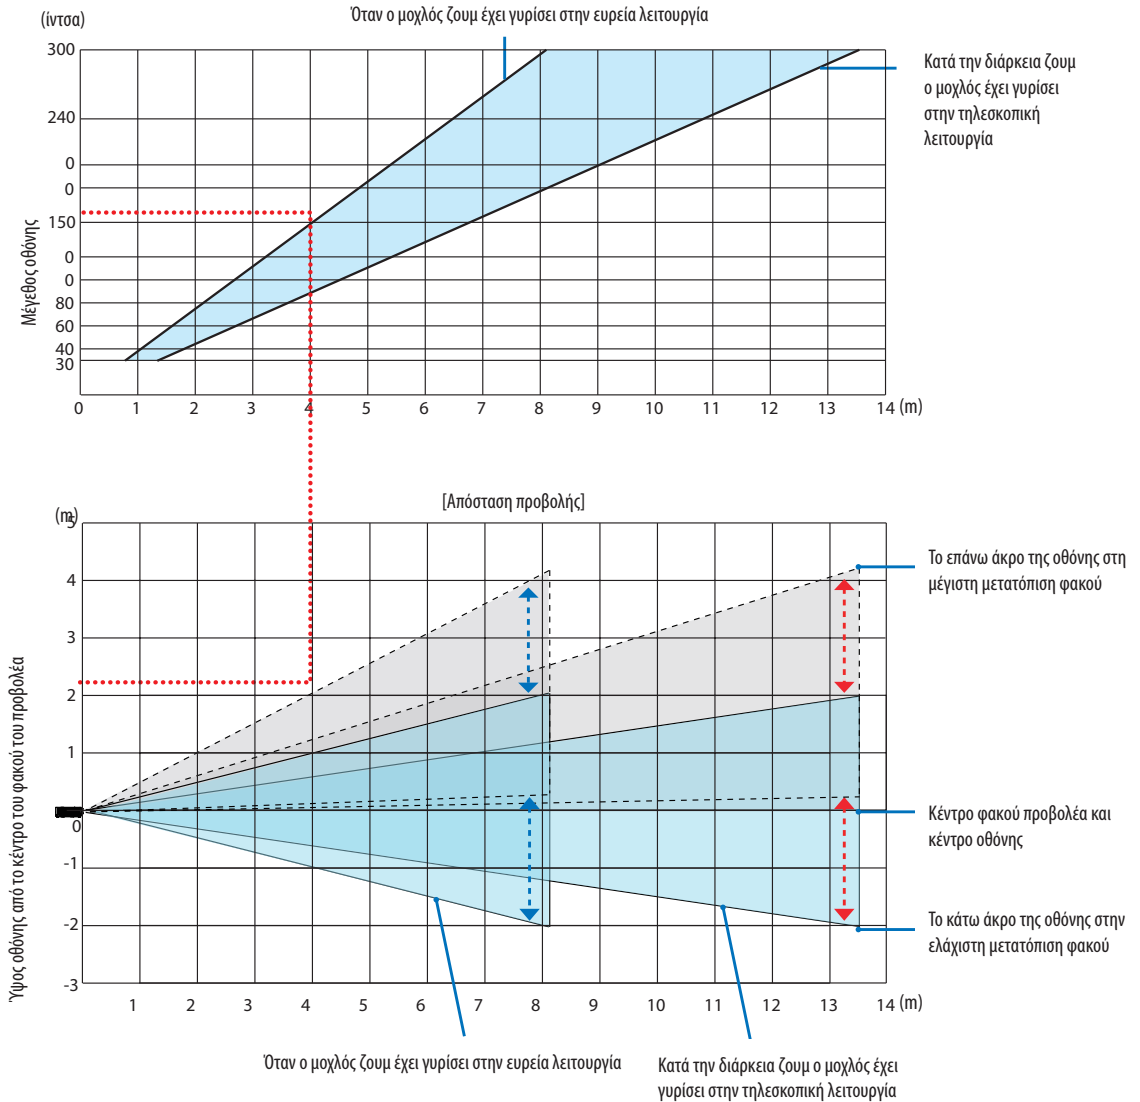 (ίντσα)
Όταν ο μοχλός ζουμ έχει γυρίσει στην ευρεία λειτουργία
300
240
0
0
150
0
0
80
60
40
30
Μέγεθος οθόνης
Κατά την διάρκεια ζουμ
ο μοχλός έχει γυρίσει
στην τηλεσκοπική
λειτουργία
0 1 2 3 4 5 6 7 8 9 10 11 12 13 14 (m)
[Απόσταση προβολής]
(m)
5
4
3
2
1
0
-1
-2
-3
Ύψος οθόνης από το κέντρο του φακού του προβολέα
Το επάνω άκρο της οθόνης στη
μέγιστη μετατόπιση φακού
Κέντρο φακού προβολέα και
κέντρο οθόνης
Το κάτω άκρο της οθόνης στην
ελάχιστη μετατόπιση φακού
1 2 3 4 5 6 7 8 9 10 11 12 13 14 (m)
Όταν ο μοχλός ζουμ έχει γυρίσει στην ευρεία λειτουργία
Κατά την διάρκεια ζουμ ο μοχλός έχει
γυρίσει στην τηλεσκοπική λειτουργία